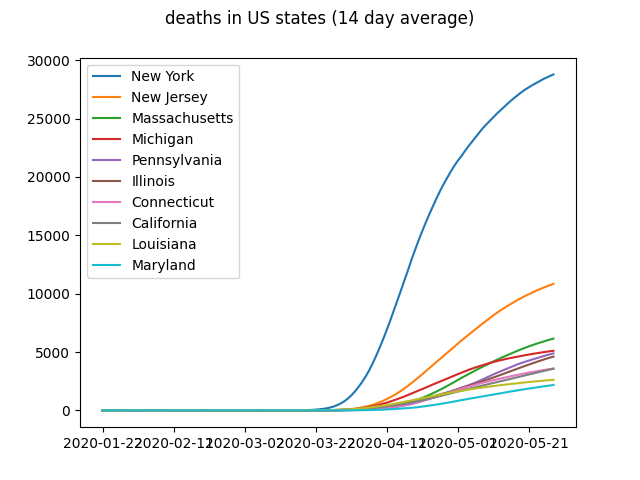 deaths in US states (14 day average)
30000
25000
20000
15000
10000
5000
0
New York
New Jersey
Massachusetts
Michigan
Pennsylvania
Illinois
Connecticut
California
Louisiana
Maryland
2020-01-22 2020-02-11 2020-03-02 2020-03-22 2020-04-11 2020-05-01 2020-05-21